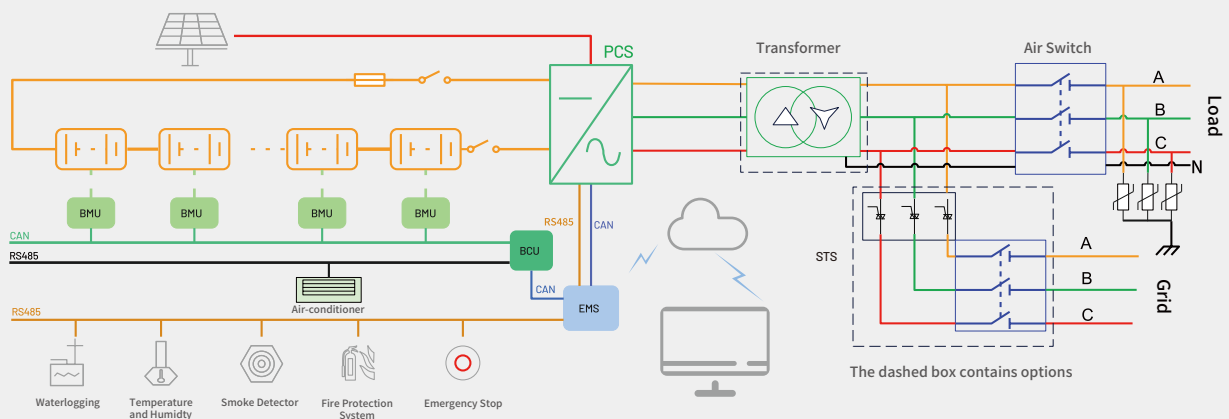 PCS
Transformer
Air Switch
A
B
C
N
Load
BMU
BMU
BMU
BMU
CAN
RS485
BCU
RS485
CAN
CAN
EMS
Air-conditioner
RS485
STS
A
B
C
Grid
Waterlogging
Temperature
and Humidity
Smoke Detector
Fire Protection
System
Emergency Stop
The dashed box contains options